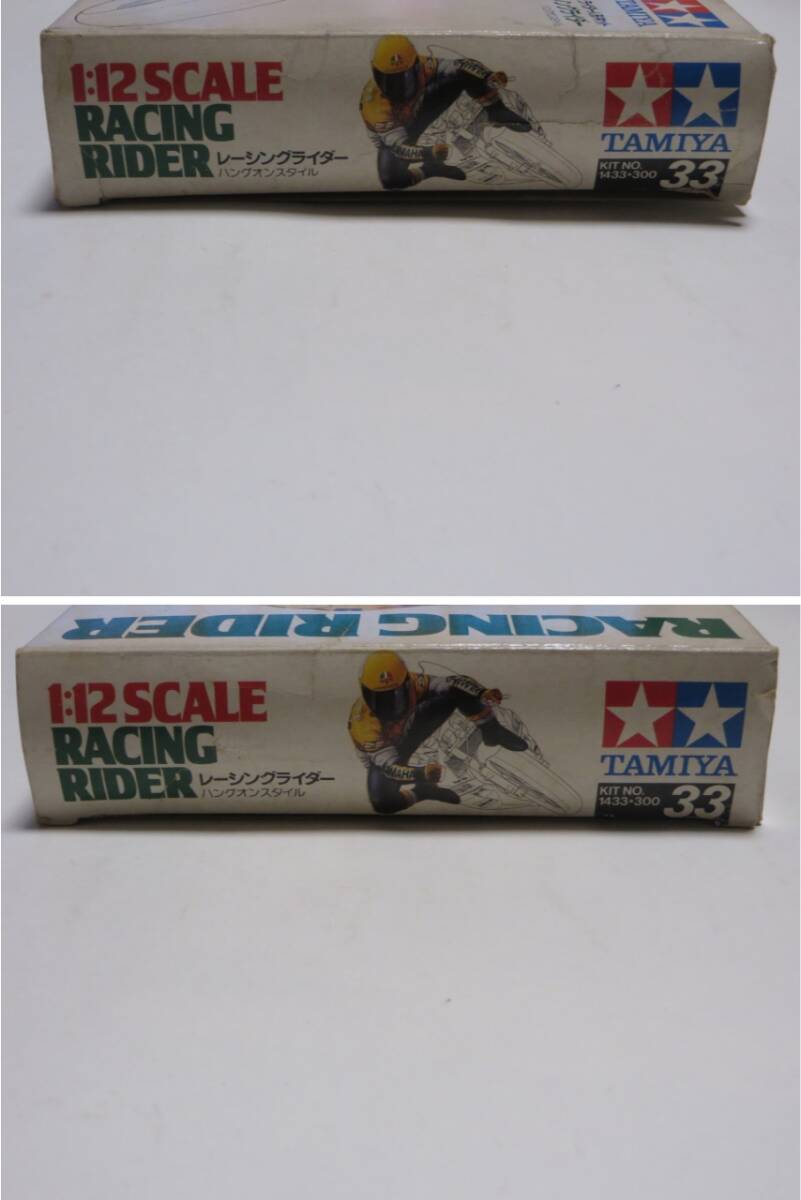 1:12 SCALE
RACING
RIDER レーシングライダー
ハングオンスタイル
YAMAHA
TAMIYA
KIT NO.
1433・300 33
RACING RIDER
1:12 SCALE
RACING
RIDER レーシングライダー
ハングオンスタイル
YAMAHA
TAMIYA
KIT NO.
1433・300 33